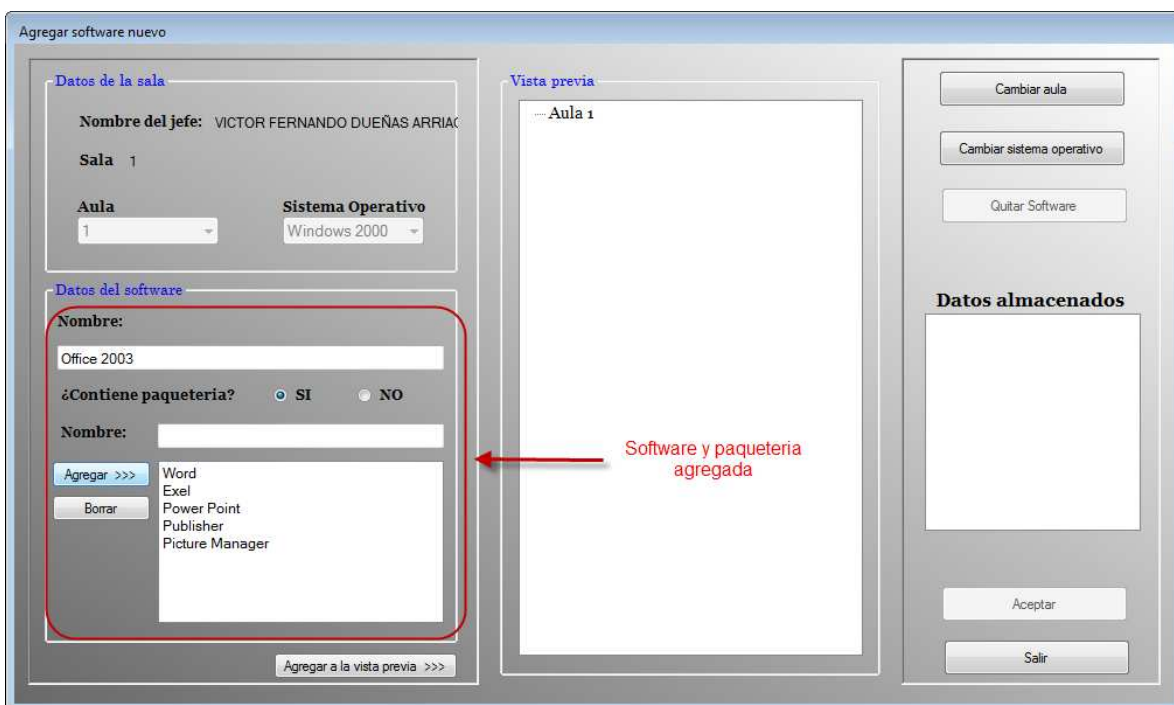 Agregar software nuevo
Datos de la sala
Nombre del jefe: VICTOR FERNANDO DUEÑAS ARRIAG
Sala 1
Aula
Sistema Operativo
1
Windows 2000
Datos del software
Nombre:
Office 2003
¿Contiene paqueteria? SI NO
Nombre:
Agregar >>>
Borrar
Word
Exel
Power Point
Publisher
Picture Manager
Agregar a la vista previa >>>
Vista previa
Aula 1
Software y paqueteria
agregada
Cambiar aula
Cambiar sistema operativo
Quitar Software
Datos almacenados
Aceptar
Salir